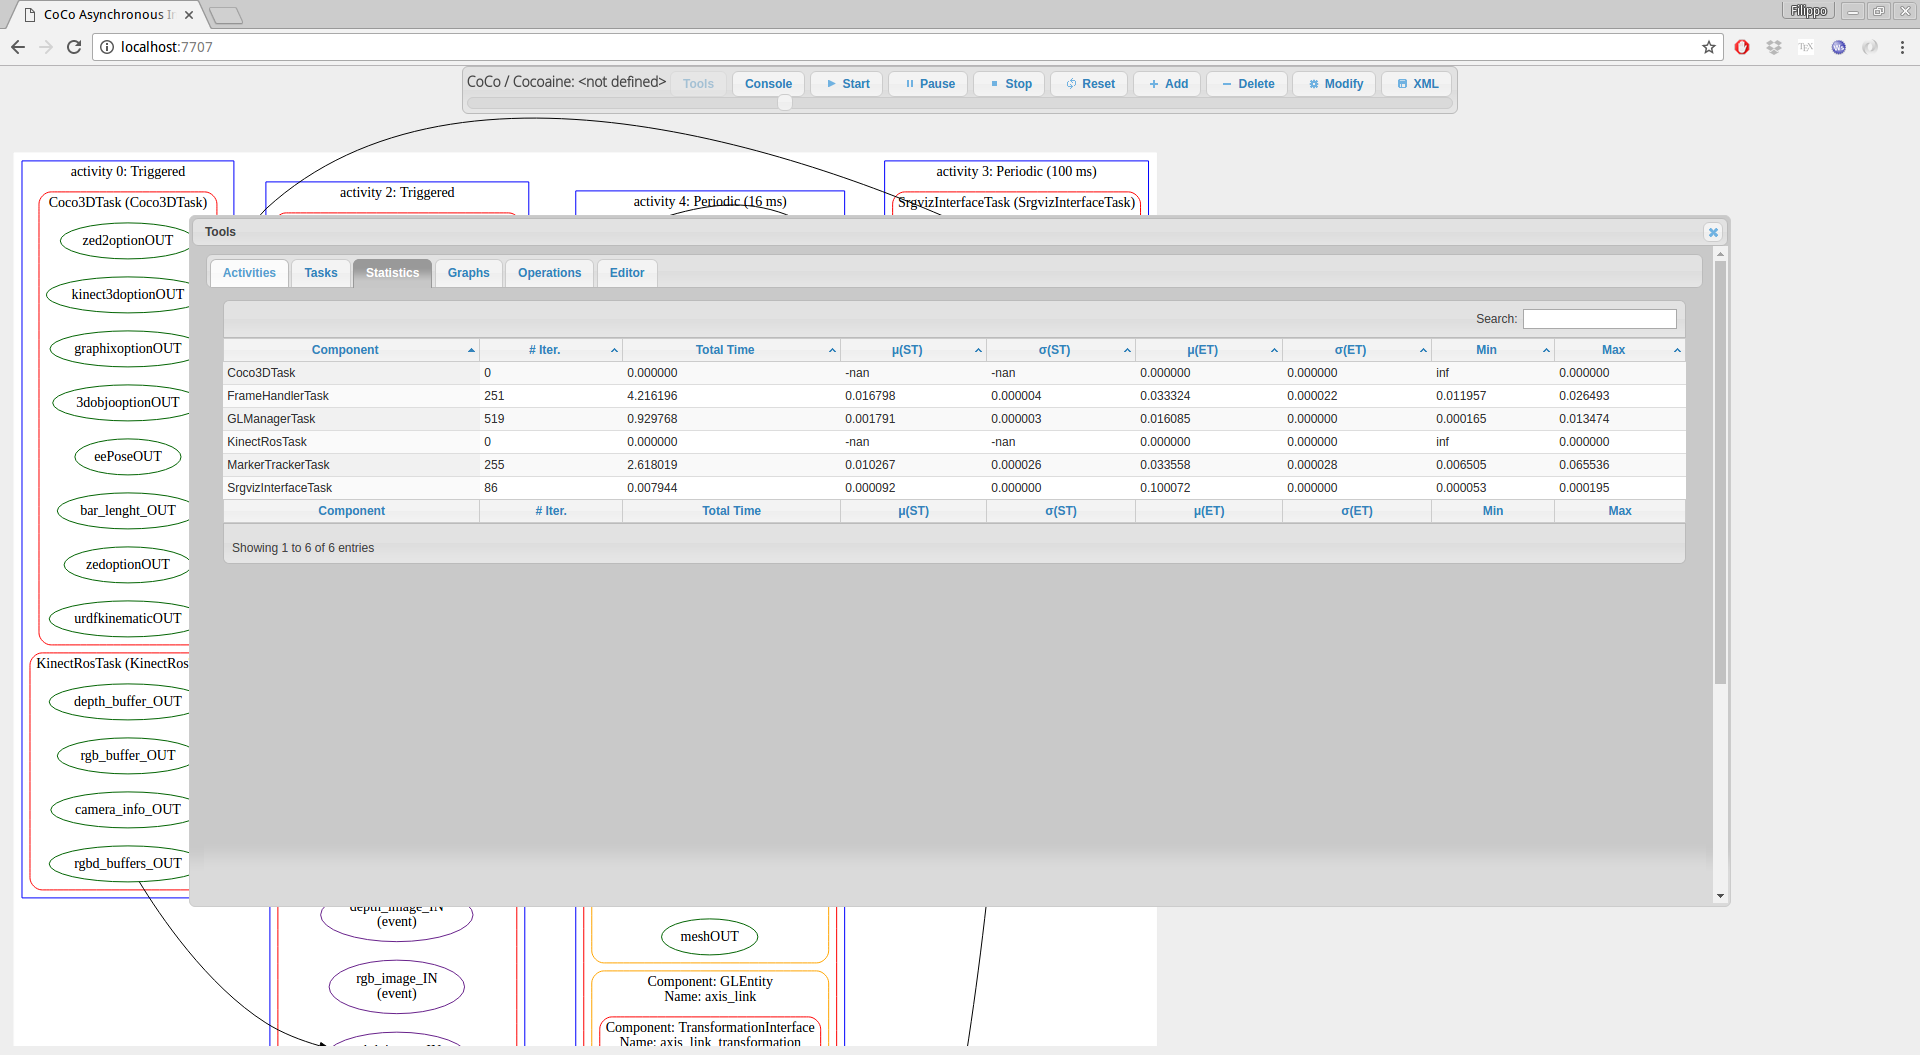 CoCo Asynchronous
Filippo
localhost:7707
CoCo / Cocoaine: <not defined> Tools Console Start Pause Stop Reset Add Delete Modify XML
activity 0: Triggered
activity 2: Triggered
activity 4: Periodic (16 ms)
activity 3: Periodic (100 ms)
Coco3DTask (Coco3DTask)
SrgvizInterfaceTask (SrgvizInterfaceTask)
zed2optionOUT
kinect3doptionOUT
graphixoptionOUT
3dobjooptionOUT
eePoseOUT
bar_lenght_OUT
zedoptionOUT
urdfkinematicOUT
KinectRosTask (KinectRos
depth_buffer_OUT
rgb_buffer_OUT
camera_info_OUT
rgbd_buffers_OUT
Tools
Activities Tasks Statistics Graphs Operations Editor
Search:
Component # Iter. Total Time μ(ST) σ(ST) μ(ET) σ(ET) Min Max
Coco3DTask 0 0.000000 -nan -nan 0.000000 0.000000 inf 0.000000
FrameHandlerTask 251 4.216196 0.016798 0.000004 0.033324 0.000022 0.011957 0.026493
GLManagerTask 519 0.929768 0.001791 0.000003 0.016085 0.000000 0.000165 0.013474
KinectRosTask 0 0.000000 -nan -nan 0.000000 0.000000 inf 0.000000
MarkerTrackerTask 255 2.618019 0.010267 0.000026 0.033558 0.000028 0.006505 0.065536
SrgvizInterfaceTask 86 0.007944 0.000092 0.000000 0.100072 0.000000 0.000053 0.000195
Component # Iter. Total Time μ(ST) σ(ST) μ(ET) σ(ET) Min Max
Showing 1 to 6 of 6 entries
depth_image_IN
(event)
rgb_image_IN
(event)
meshOUT
Component: GLEntity
Name: axis_link
Component: TransformationInterface
Name: axis_link_transformation